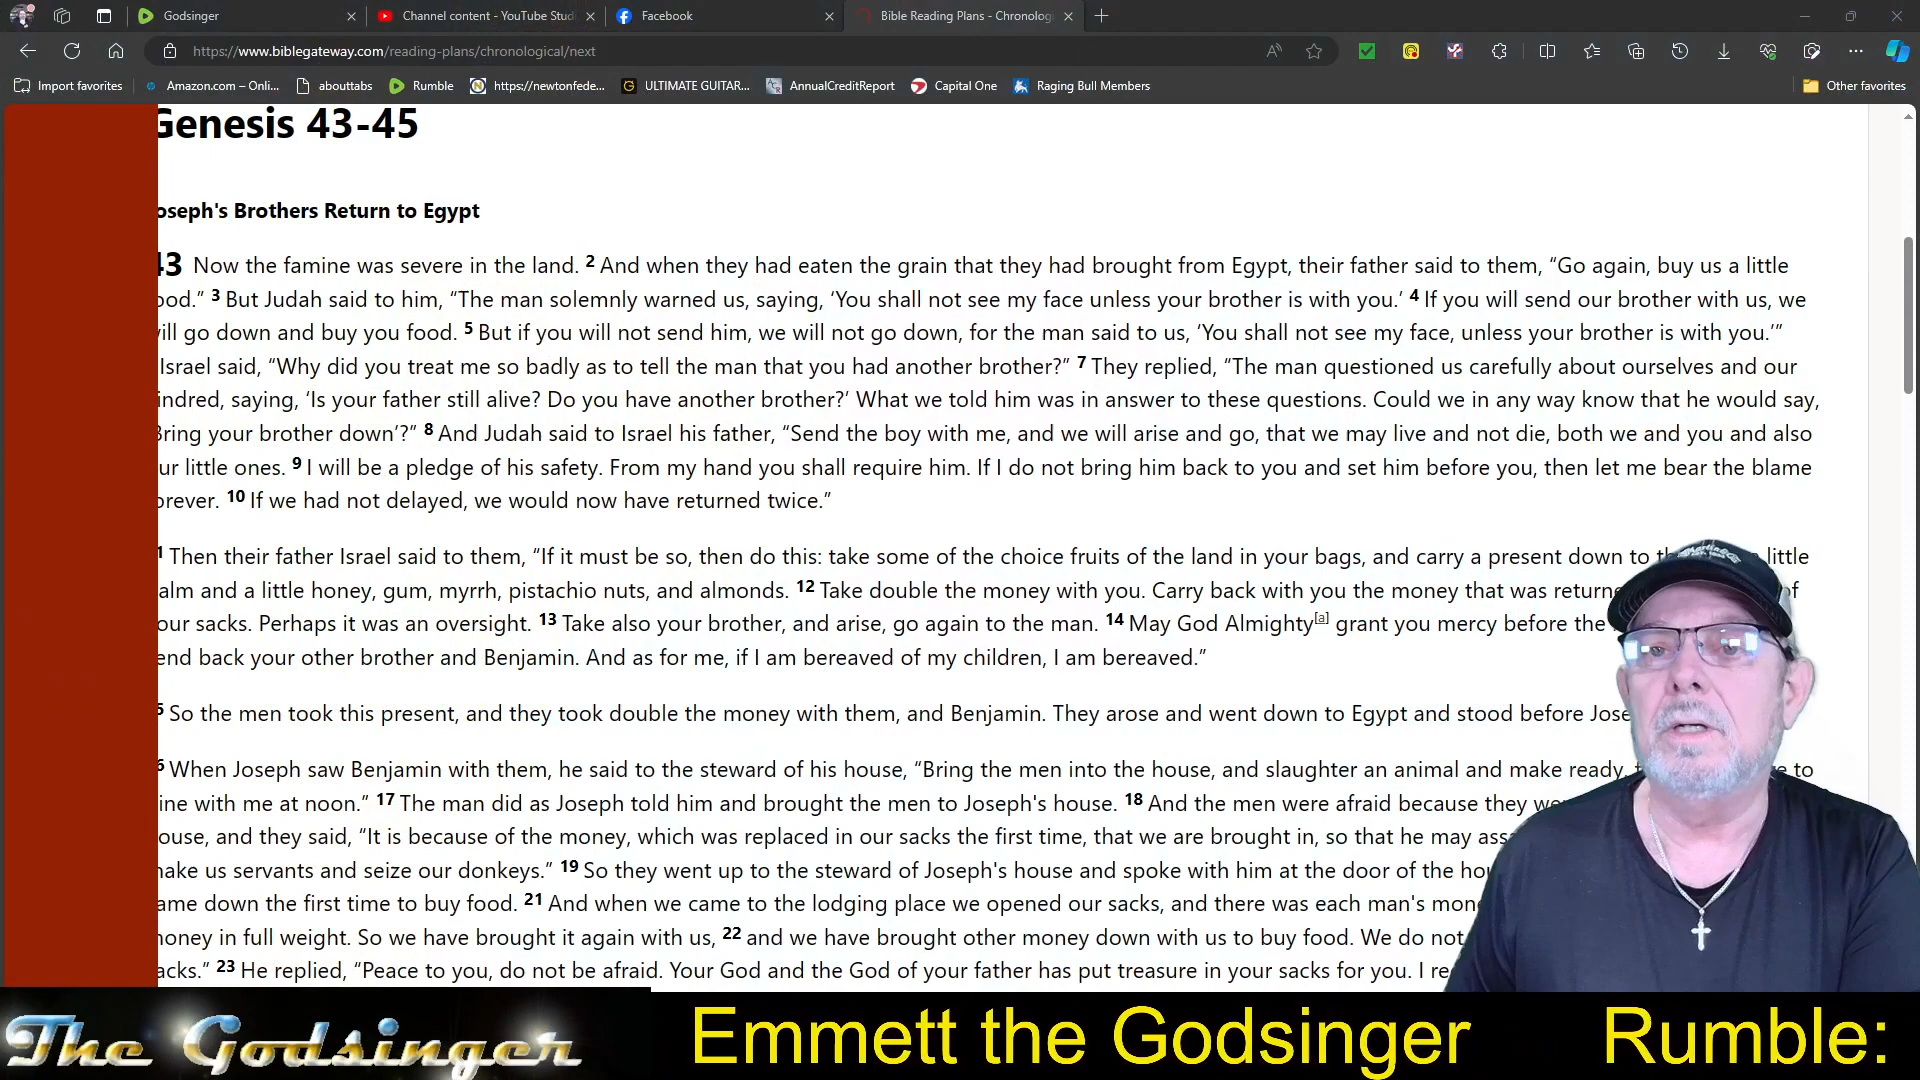 Godsinger
Channel content - YouTube Studi
Facebook
Bible Reading Plans - Chronolog
https://www.biblegateway.com/reading-plans/chronological/next
Import favorites
Amazon.com – Onli...
abouttabs
Rumble
https://newtonfede...
ULTIMATE GUITAR...
AnnualCreditReport
Capital One
Raging Bull Members
Other favorites
Genesis 43-45
oseph's Brothers Return to Egypt
43 Now the famine was severe in the land. 2 And when they had eaten the grain that they had brought from Egypt, their father said to them, “Go again, buy us a little
ood.” 3 But Judah said to him, “The man solemnly warned us, saying, ‘You shall not see my face unless your brother is with you.’ 4 If you will send our brother with us, we
vill go down and buy you food. 5 But if you will not send him, we will not go down, for the man said to us, ‘You shall not see my face, unless your brother is with you.’”
Israel said, “Why did you treat me so badly as to tell the man that you had another brother?” 7 They replied, “The man questioned us carefully about ourselves and our
indred, saying, ‘Is your father still alive? Do you have another brother?’ What we told him was in answer to these questions. Could we in any way know that he would say,
Bring your brother down’?” 8 And Judah said to Israel his father, “Send the boy with me, and we will arise and go, that we may live and not die, both we and you and also
ur little ones. 9 I will be a pledge of his safety. From my hand you shall require him. If I do not bring him back to you and set him before you, then let me bear the blame
orever. 10 If we had not delayed, we would now have returned twice.”
1 Then their father Israel said to them, “If it must be so, then do this: take some of the choice fruits of the land in your bags, and carry a present down to little
alm and a little honey, gum, myrrh, pistachio nuts, and almonds. 12 Take double the money with you. Carry back with you the money that was returne of
our sacks. Perhaps it was an oversight. 13 Take also your brother, and arise, go again to the man. 14 May God Almighty[a] grant you mercy before the
end back your other brother and Benjamin. And as for me, if I am bereaved of my children, I am bereaved.”
5 So the men took this present, and they took double the money with them, and Benjamin. They arose and went down to Egypt and stood before Jose
6 When Joseph saw Benjamin with them, he said to the steward of his house, “Bring the men into the house, and slaughter an animal and make ready, to
ine with me at noon.” 17 The man did as Joseph told him and brought the men to Joseph's house. 18 And the men were afraid because they we
ouse, and they said, “It is because of the money, which was replaced in our sacks the first time, that we are brought in, so that he may ass
nake us servants and seize our donkeys.” 19 So they went up to the steward of Joseph's house and spoke with him at the door of the hou
ame down the first time to buy food. 21 And when we came to the lodging place we opened our sacks, and there was each man's mone
noney in full weight. So we have brought it again with us, 22 and we have brought other money down with us to buy food. We do not
acks.” 23 He replied, “Peace to you, do not be afraid. Your God and the God of your father has put treasure in your sacks for you. I re
The Godsinger
Emmett the Godsinger Rumble: